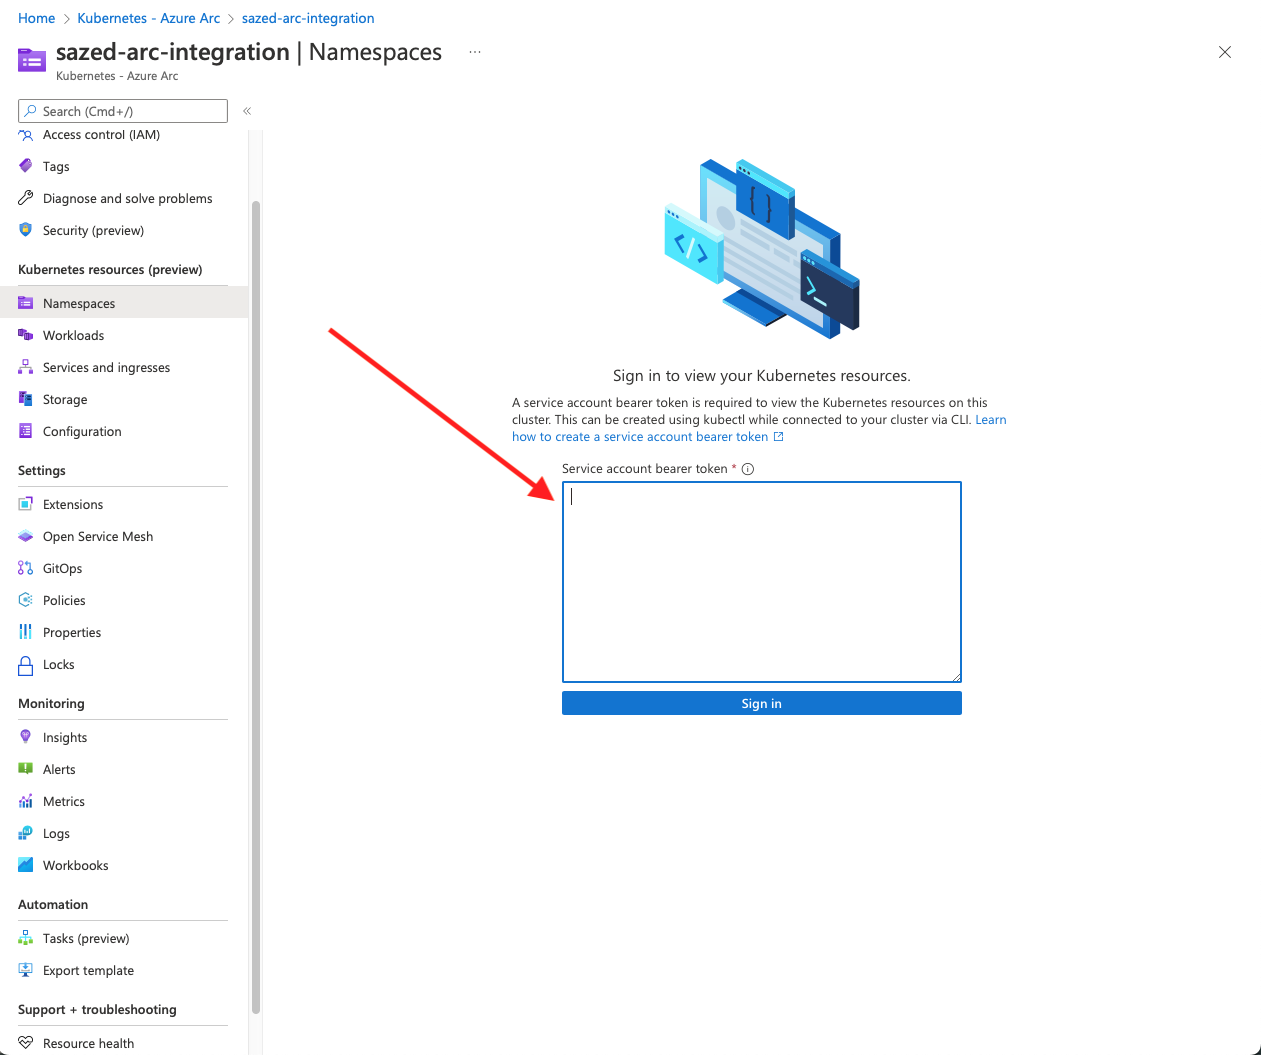 Home > Kubernetes - Azure Arc > sazed-arc-integration
sazed-arc-integration | Namespaces ...
Kubernetes - Azure Arc
Search (Cmd+/)
«
Access control (IAM)
Tags
Diagnose and solve problems
Security (preview)
Kubernetes resources (preview)
Namespaces
Workloads
Services and ingresses
Storage
Configuration
Settings
Extensions
Open Service Mesh
GitOps
Policies
Properties
Locks
Monitoring
Insights
Alerts
Metrics
Logs
Workbooks
Automation
Tasks (preview)
Export template
Support + troubleshooting
Resource health
Sign in to view your Kubernetes resources.
A service account bearer token is required to view the Kubernetes resources on this
cluster. This can be created using kubectl while connected to your cluster via CLI. Learn
how to create a service account bearer token
Service account bearer token *
Sign in